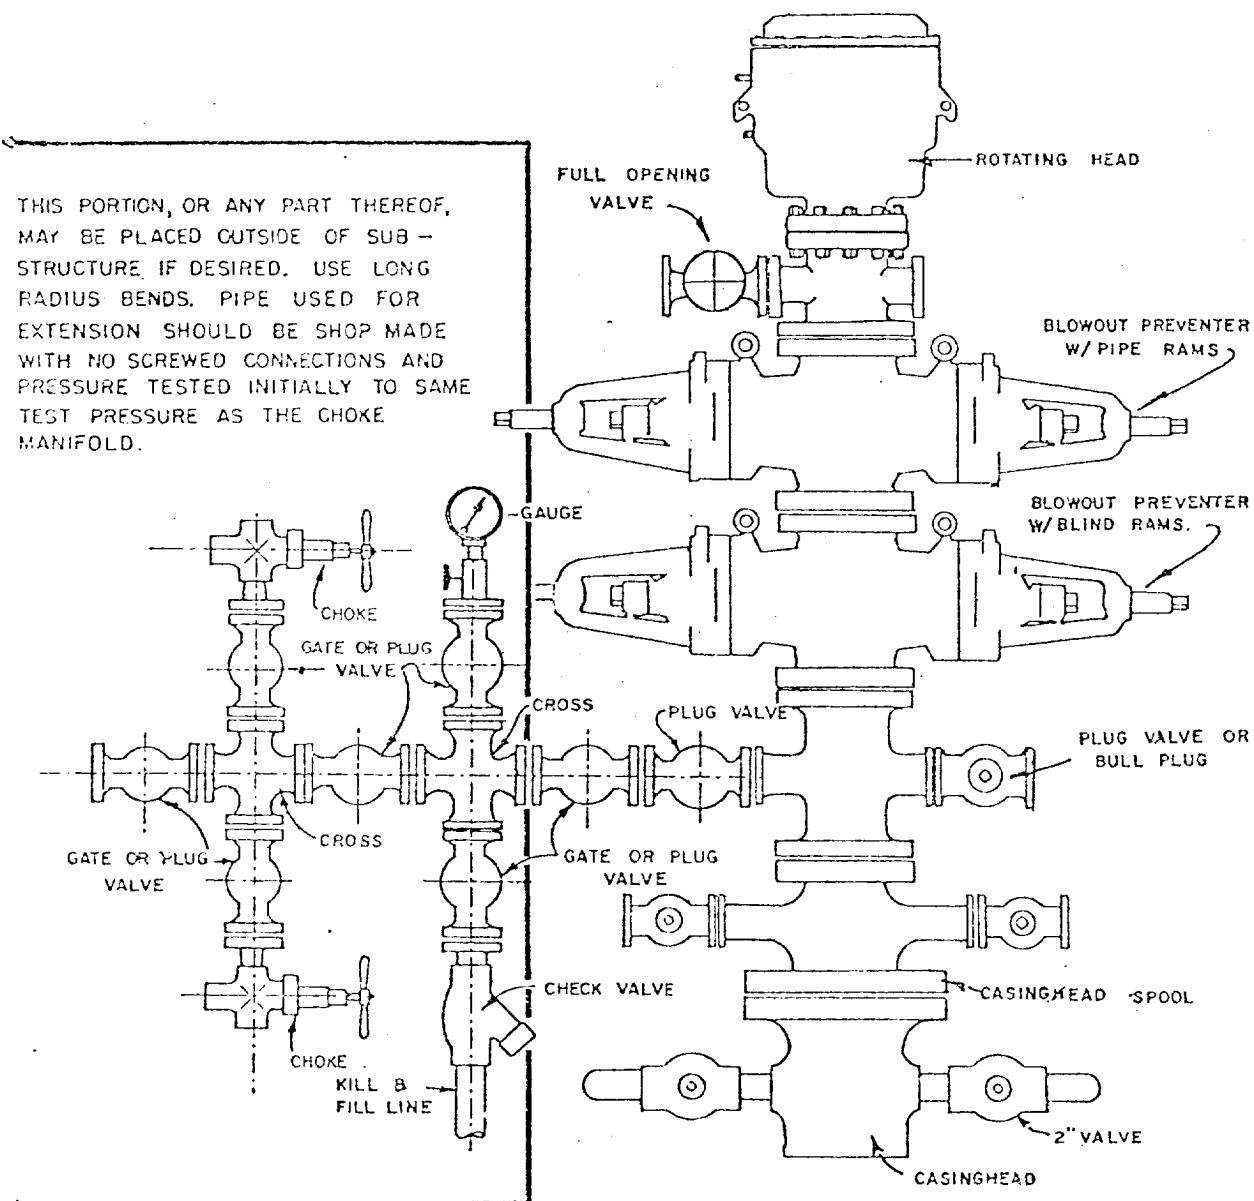 THIS PORTION, OR ANY PART THEREOF,
MAY BE PLACED OUTSIDE OF SUB-
STRUCTURE IF DESIRED. USE LONG
RADIUS BENDS. PIPE USED FOR
EXTENSION SHOULD BE SHOP MADE
WITH NO SCREWED CONNECTIONS AND
PRESSURE TESTED INITIALLY TO SAME
TEST PRESSURE AS THE CHOKE
MANIFOLD.
ROTATING HEAD
FULL OPENING
VALVE
BLOWOUT PREVENTER
W/PIPE RAMS
BLOWOUT PREVENTER
W/BLIND RAMS.
GAUGE
CHOKE
GATE OR PLUG
VALVE
CROSS
PLUG VALVE
PLUG VALVE OR
BULL PLUG
CROSS
GATE OR PLUG
VALVE
GATE OR PLUG
VALVE
CHECK VALVE
CASINGHEAD SPOOL
CHOKE
KILL &
FILL LINE
2" VALVE
CASINGHEAD